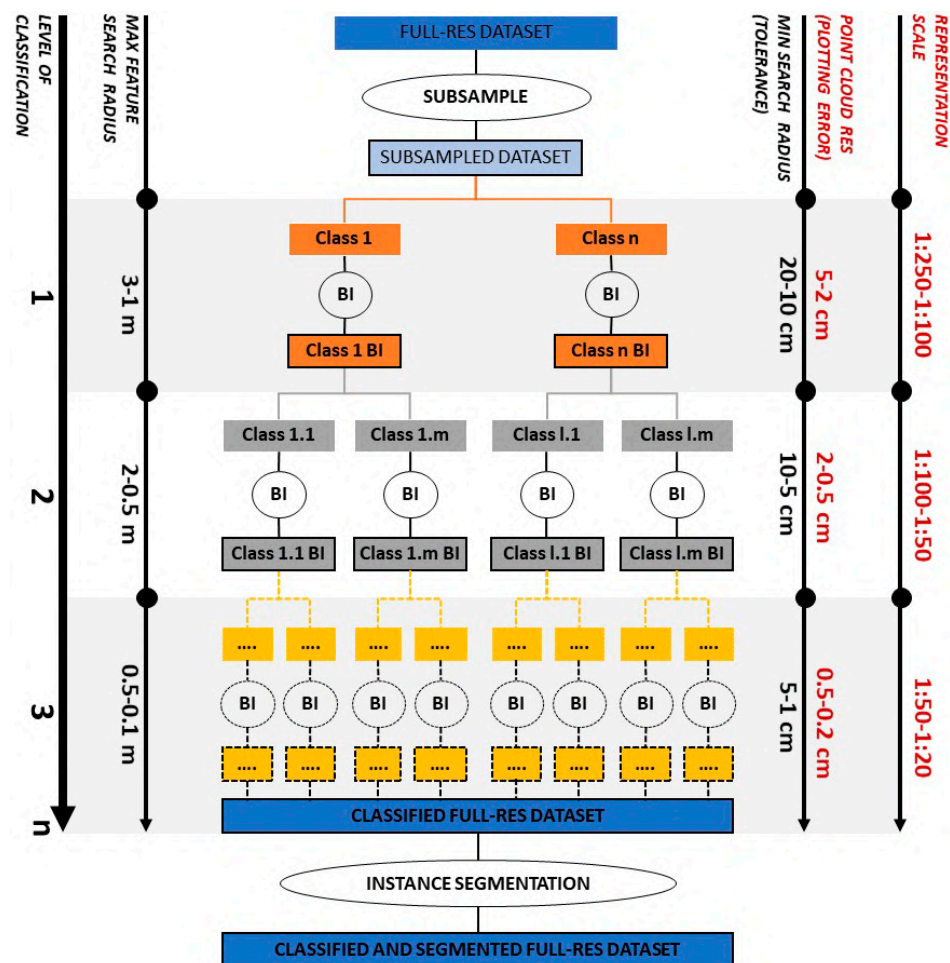 LEVEL OF
CLASSIFICATION
MAX FEATURE
SEARCH RADIUS
FULL-RES DATASET
SUBSAMPLE
SUBSAMPLED DATASET
MIN SEARCH RADIUS
(TOLERANCE)
POINT CLOUD RES
(PLOTTING ERROR)
REPRESENTATION
SCALE
1
3-1 m
Class 1
Class n
BI
BI
Class 1 BI
Class n BI
20-10 cm
5-2 cm
1:250-1:100
2
2-0.5 m
Class 1.1
Class 1.m
Class l.1
Class l.m
BI
BI
BI
BI
Class 1.1 BI
Class 1.m BI
Class l.1 BI
Class l.m BI
10-5 cm
2-0.5 cm
1:100-1:50
3
0.5-0.1 m
....
....
....
....
....
....
....
....
BI
BI
BI
BI
BI
BI
BI
BI
....
....
....
....
....
....
....
....
5-1 cm
0.5-0.2 cm
1:50-1:20
n
CLASSIFIED FULL-RES DATASET
INSTANCE SEGMENTATION
CLASSIFIED AND SEGMENTED FULL-RES DATASET